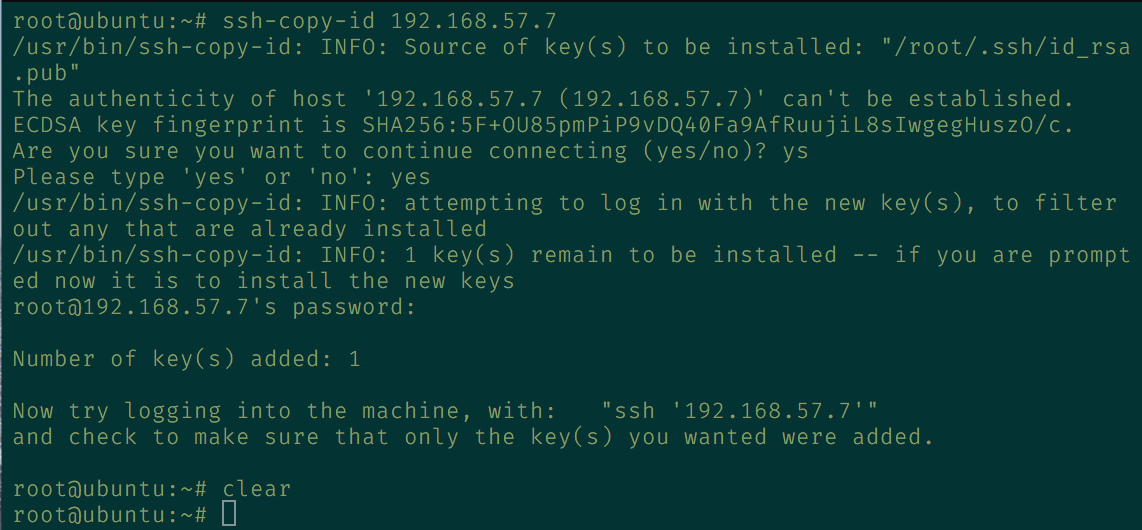 root@ubuntu:~# ssh-copy-id 192.168.57.7
/usr/bin/ssh-copy-id: INFO: Source of key(s) to be installed: "/root/.ssh/id_rsa
.pub"
The authenticity of host '192.168.57.7 (192.168.57.7)' can't be established.
ECDSA key fingerprint is SHA256:5F+OU85pmPiP9vDQ40Fa9AfRuujiL8sIwgegHuszO/c.
Are you sure you want to continue connecting (yes/no)? ys
Please type 'yes' or 'no': yes
/usr/bin/ssh-copy-id: INFO: attempting to log in with the new key(s), to filter
out any that are already installed
/usr/bin/ssh-copy-id: INFO: 1 key(s) remain to be installed -- if you are prompt
ed now it is to install the new keys
root@192.168.57.7's password:
Number of key(s) added: 1
Now try logging into the machine, with:   "ssh '192.168.57.7'"
and check to make sure that only the key(s) you wanted were added.
root@ubuntu:~# clear
root@ubuntu:~#